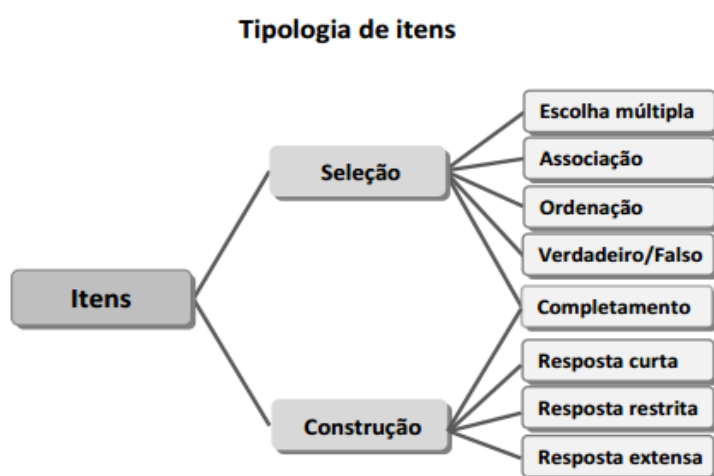 Tipologia de itens
Itens
Seleção
Escolha múltipla
Associação
Ordenação
Verdadeiro/Falso
Completamento
Construção
Resposta curta
Resposta restrita
Resposta extensa